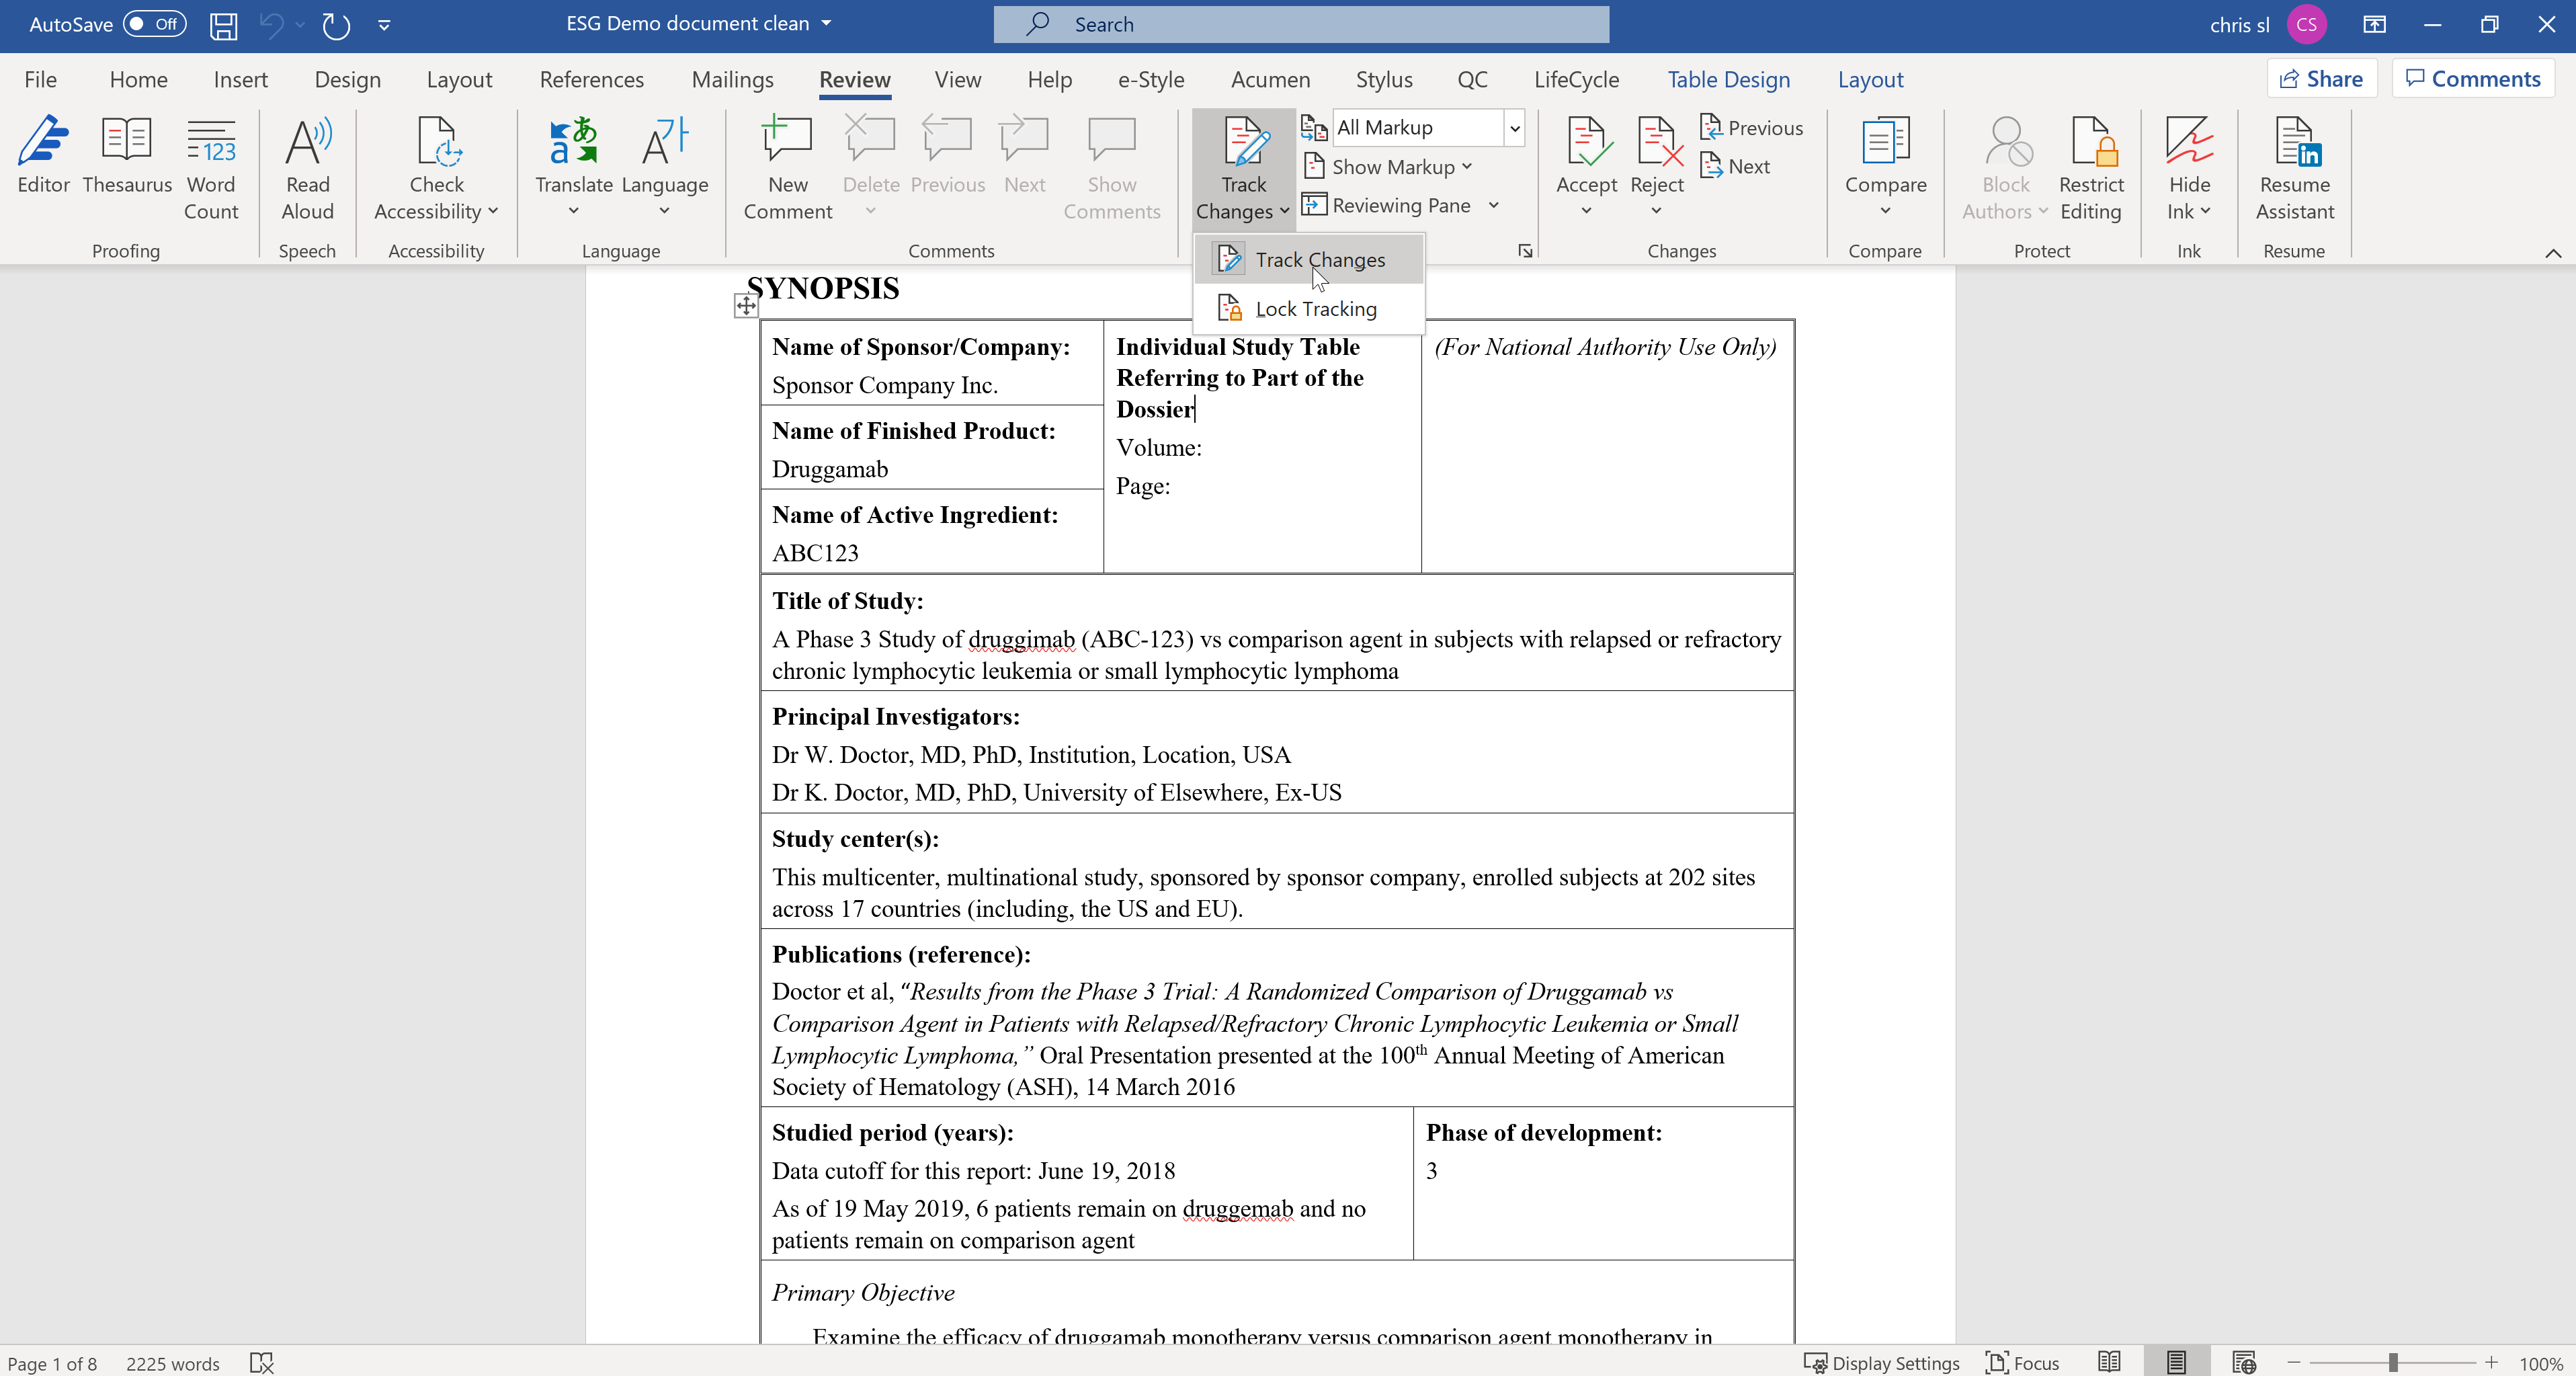 AutoSave Off
ESG Demo document clean
Search
chris sl CS
File Home Insert Design Layout References Mailings Review View Help e-Style Acumen Stylus QC LifeCycle Table Design Layout Share Comments
Editor
Thesaurus
Word
Count
Proofing
Read
Aloud
Speech
Check
Accessibility
Accessibility
Translate
Language
Language
New
Comment
Delete
Previous
Next
Show
Comments
Comments
Track
Changes
All Markup
Show Markup
Reviewing Pane
Track Changes
Lock Tracking
Accept
Reject
Previous
Next
Changes
Compare
Compare
Block
Authors
Restrict
Editing
Protect
Hide
Ink
Ink
Resume
Assistant
Resume
SYNOPSIS
Name of Sponsor/Company:
Sponsor Company Inc.
Name of Finished Product:
Druggamab
Name of Active Ingredient:
ABC123
Individual Study Table
Referring to Part of the
Dossier
Volume:
Page:
(For National Authority Use Only)
Title of Study:
A Phase 3 Study of druggimab (ABC-123) vs comparison agent in subjects with relapsed or refractory
chronic lymphocytic leukemia or small lymphocytic lymphoma
Principal Investigators:
Dr W. Doctor, MD, PhD, Institution, Location, USA
Dr K. Doctor, MD, PhD, University of Elsewhere, Ex-US
Study center(s):
This multicenter, multinational study, sponsored by sponsor company, enrolled subjects at 202 sites
across 17 countries (including, the US and EU).
Publications (reference):
Doctor et al, “Results from the Phase 3 Trial: A Randomized Comparison of Druggamab vs
Comparison Agent in Patients with Relapsed/Refractory Chronic Lymphocytic Leukemia or Small
Lymphocytic Lymphoma,” Oral Presentation presented at the 100th Annual Meeting of American
Society of Hematology (ASH), 14 March 2016
Studied period (years):
Data cutoff for this report: June 19, 2018
As of 19 May 2019, 6 patients remain on druggemab and no
patients remain on comparison agent
Phase of development:
3
Primary Objective
Examine the efficacy of druggamab monotherapy versus comparison agent monotherapy in
Page 1 of 8 2225 words
Display Settings Focus 100%